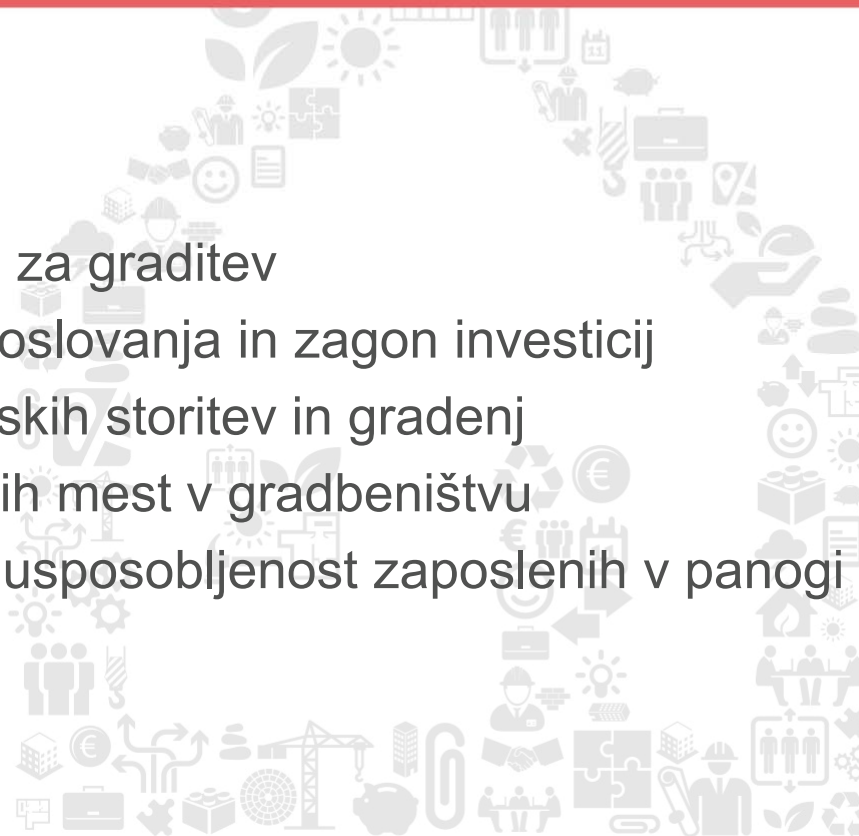 za graditev
oslovanja in zagon investicij
skih storitev in gradenj
ih mest v gradbeništvu
usposobljenost zaposlenih v panogi